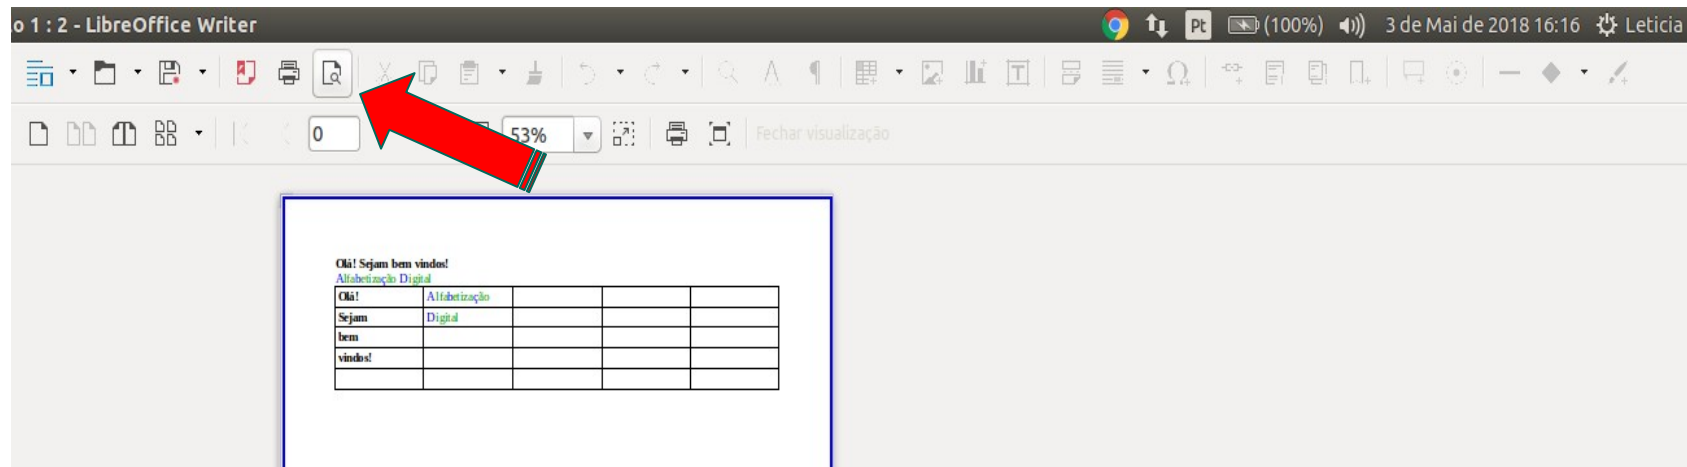 o 1 : 2 - LibreOffice Writer
Pt (100%) 3 de Mai de 2018 16:16 Leticia
0 53% Fechar visualização
Olá! Sejam bem vindos!
Alfabetização Digital
Olá! Alfabetização
Sejam Digital
bem
vindos!